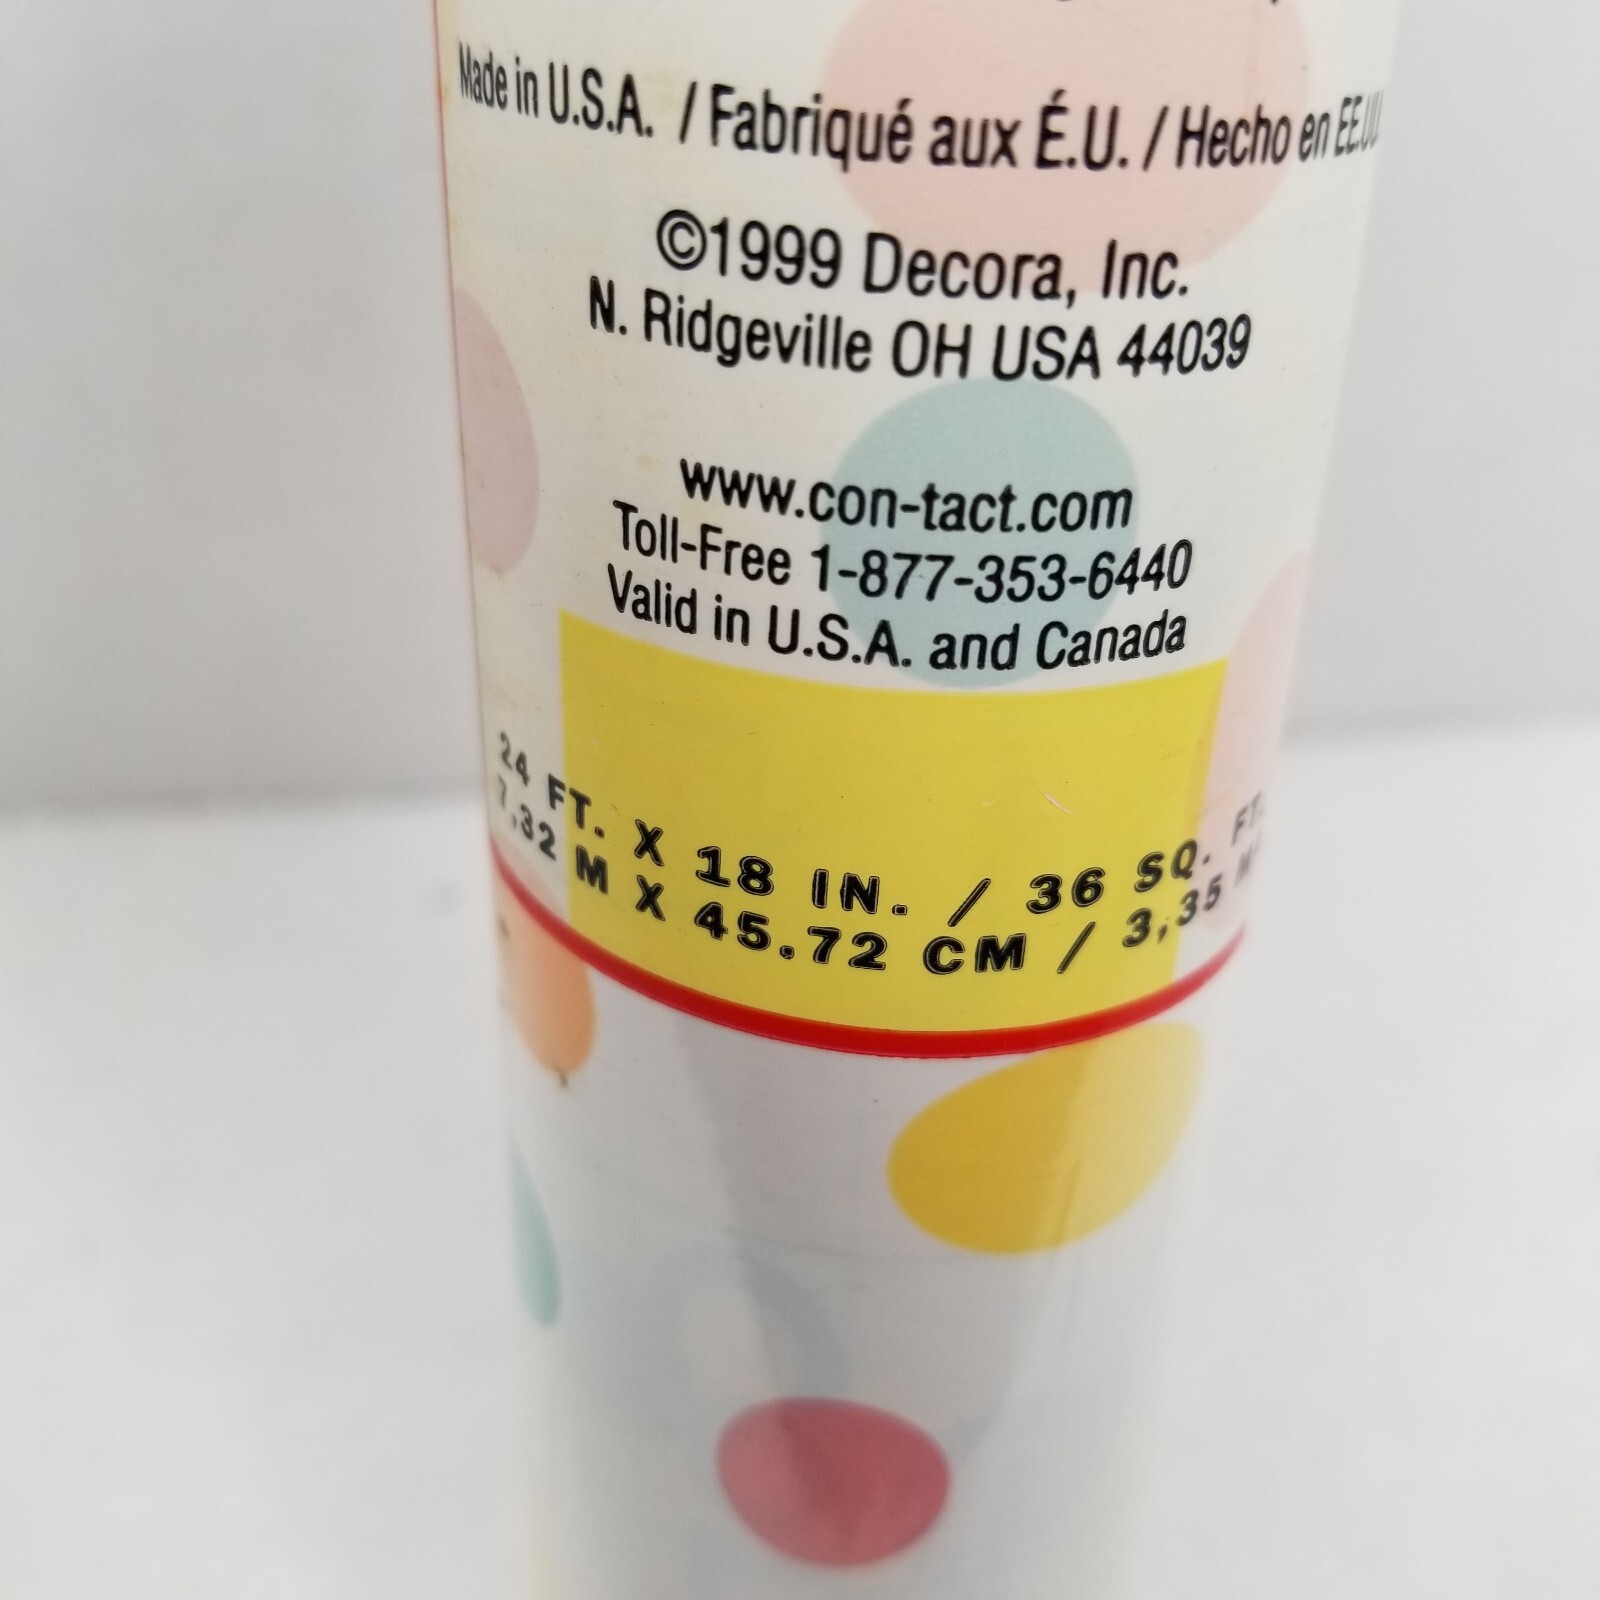 Made in U.S.A. / Fabriqué aux É.U. / Hecho en EE.UU.
©1999 Decora, Inc.
N. Ridgeville OH USA 44039
www.con-tact.com
Toll-Free 1-877-353-6440
Valid in U.S.A. and Canada
24 FT. X 18 IN. / 36 SQ. FT.
7,32 M X 45.72 CM / 3,35 M